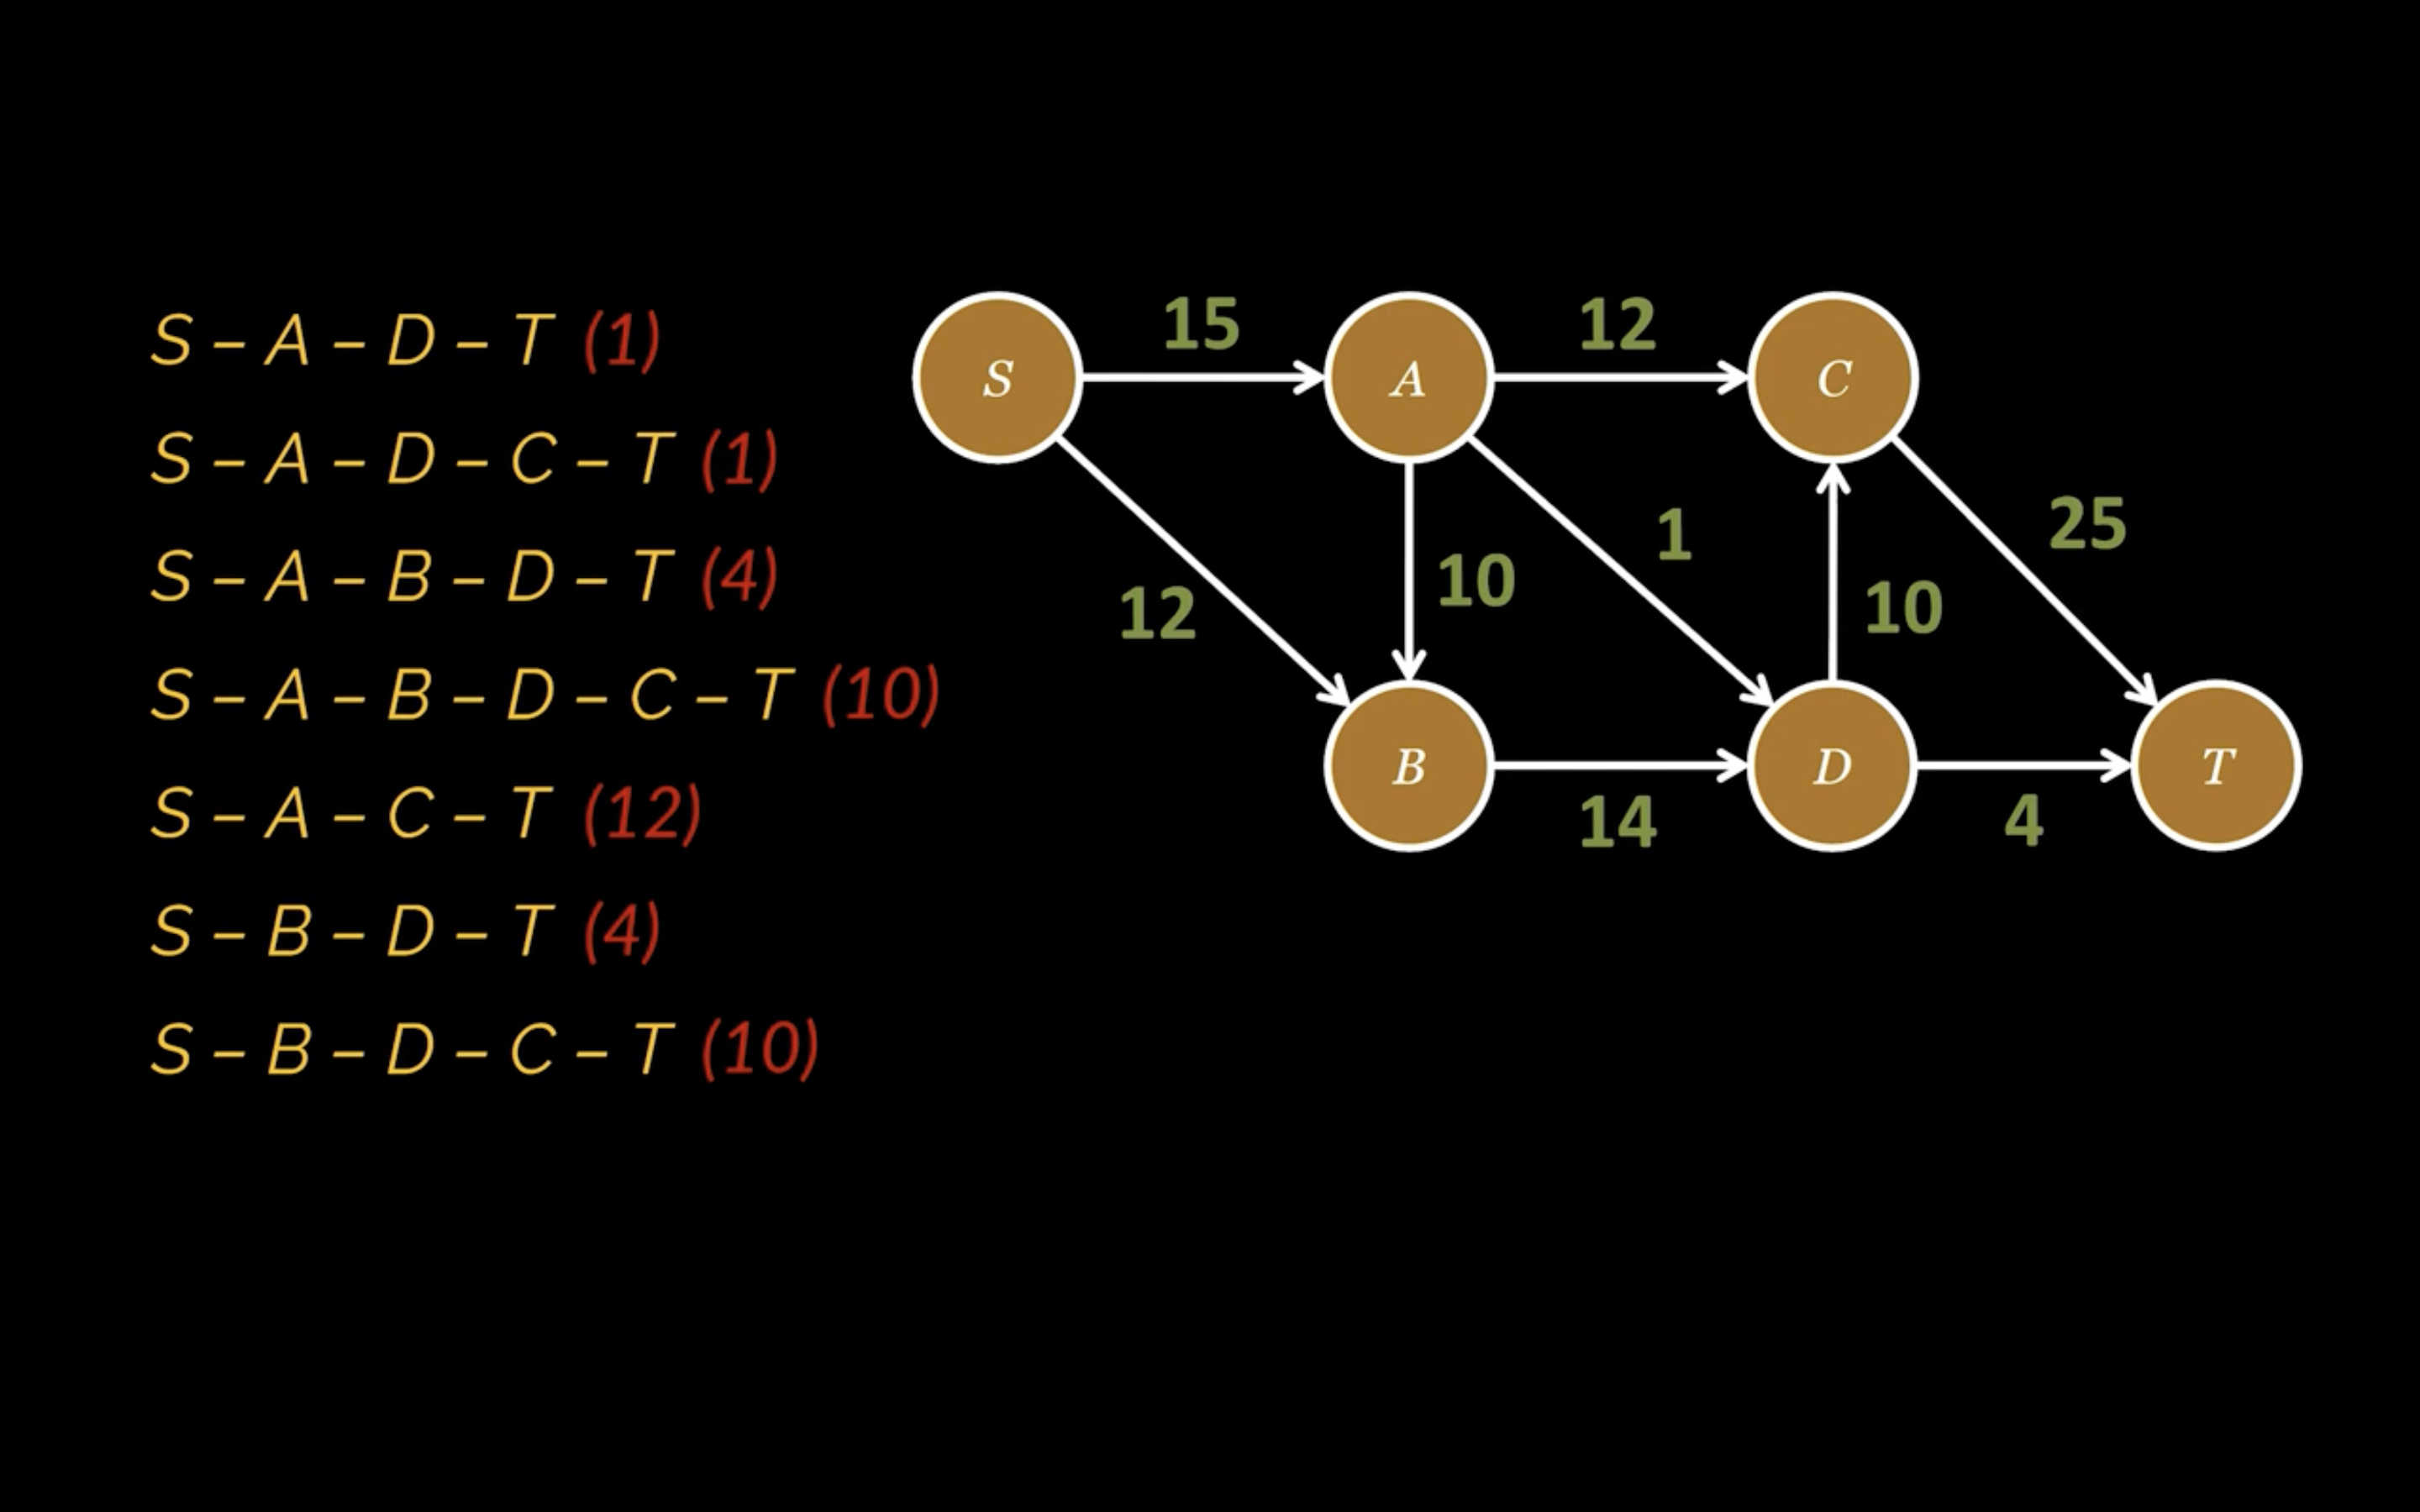 S – A – D – T (1)
S – A – D – C – T (1)
S – A – B – D – T (4)
S – A – B – D – C – T (10)
S – A – C – T (12)
S – B – D – T (4)
S – B – D – C – T (10)
15
12
S
A
C
25
1
10
10
12
B
D
T
14
4